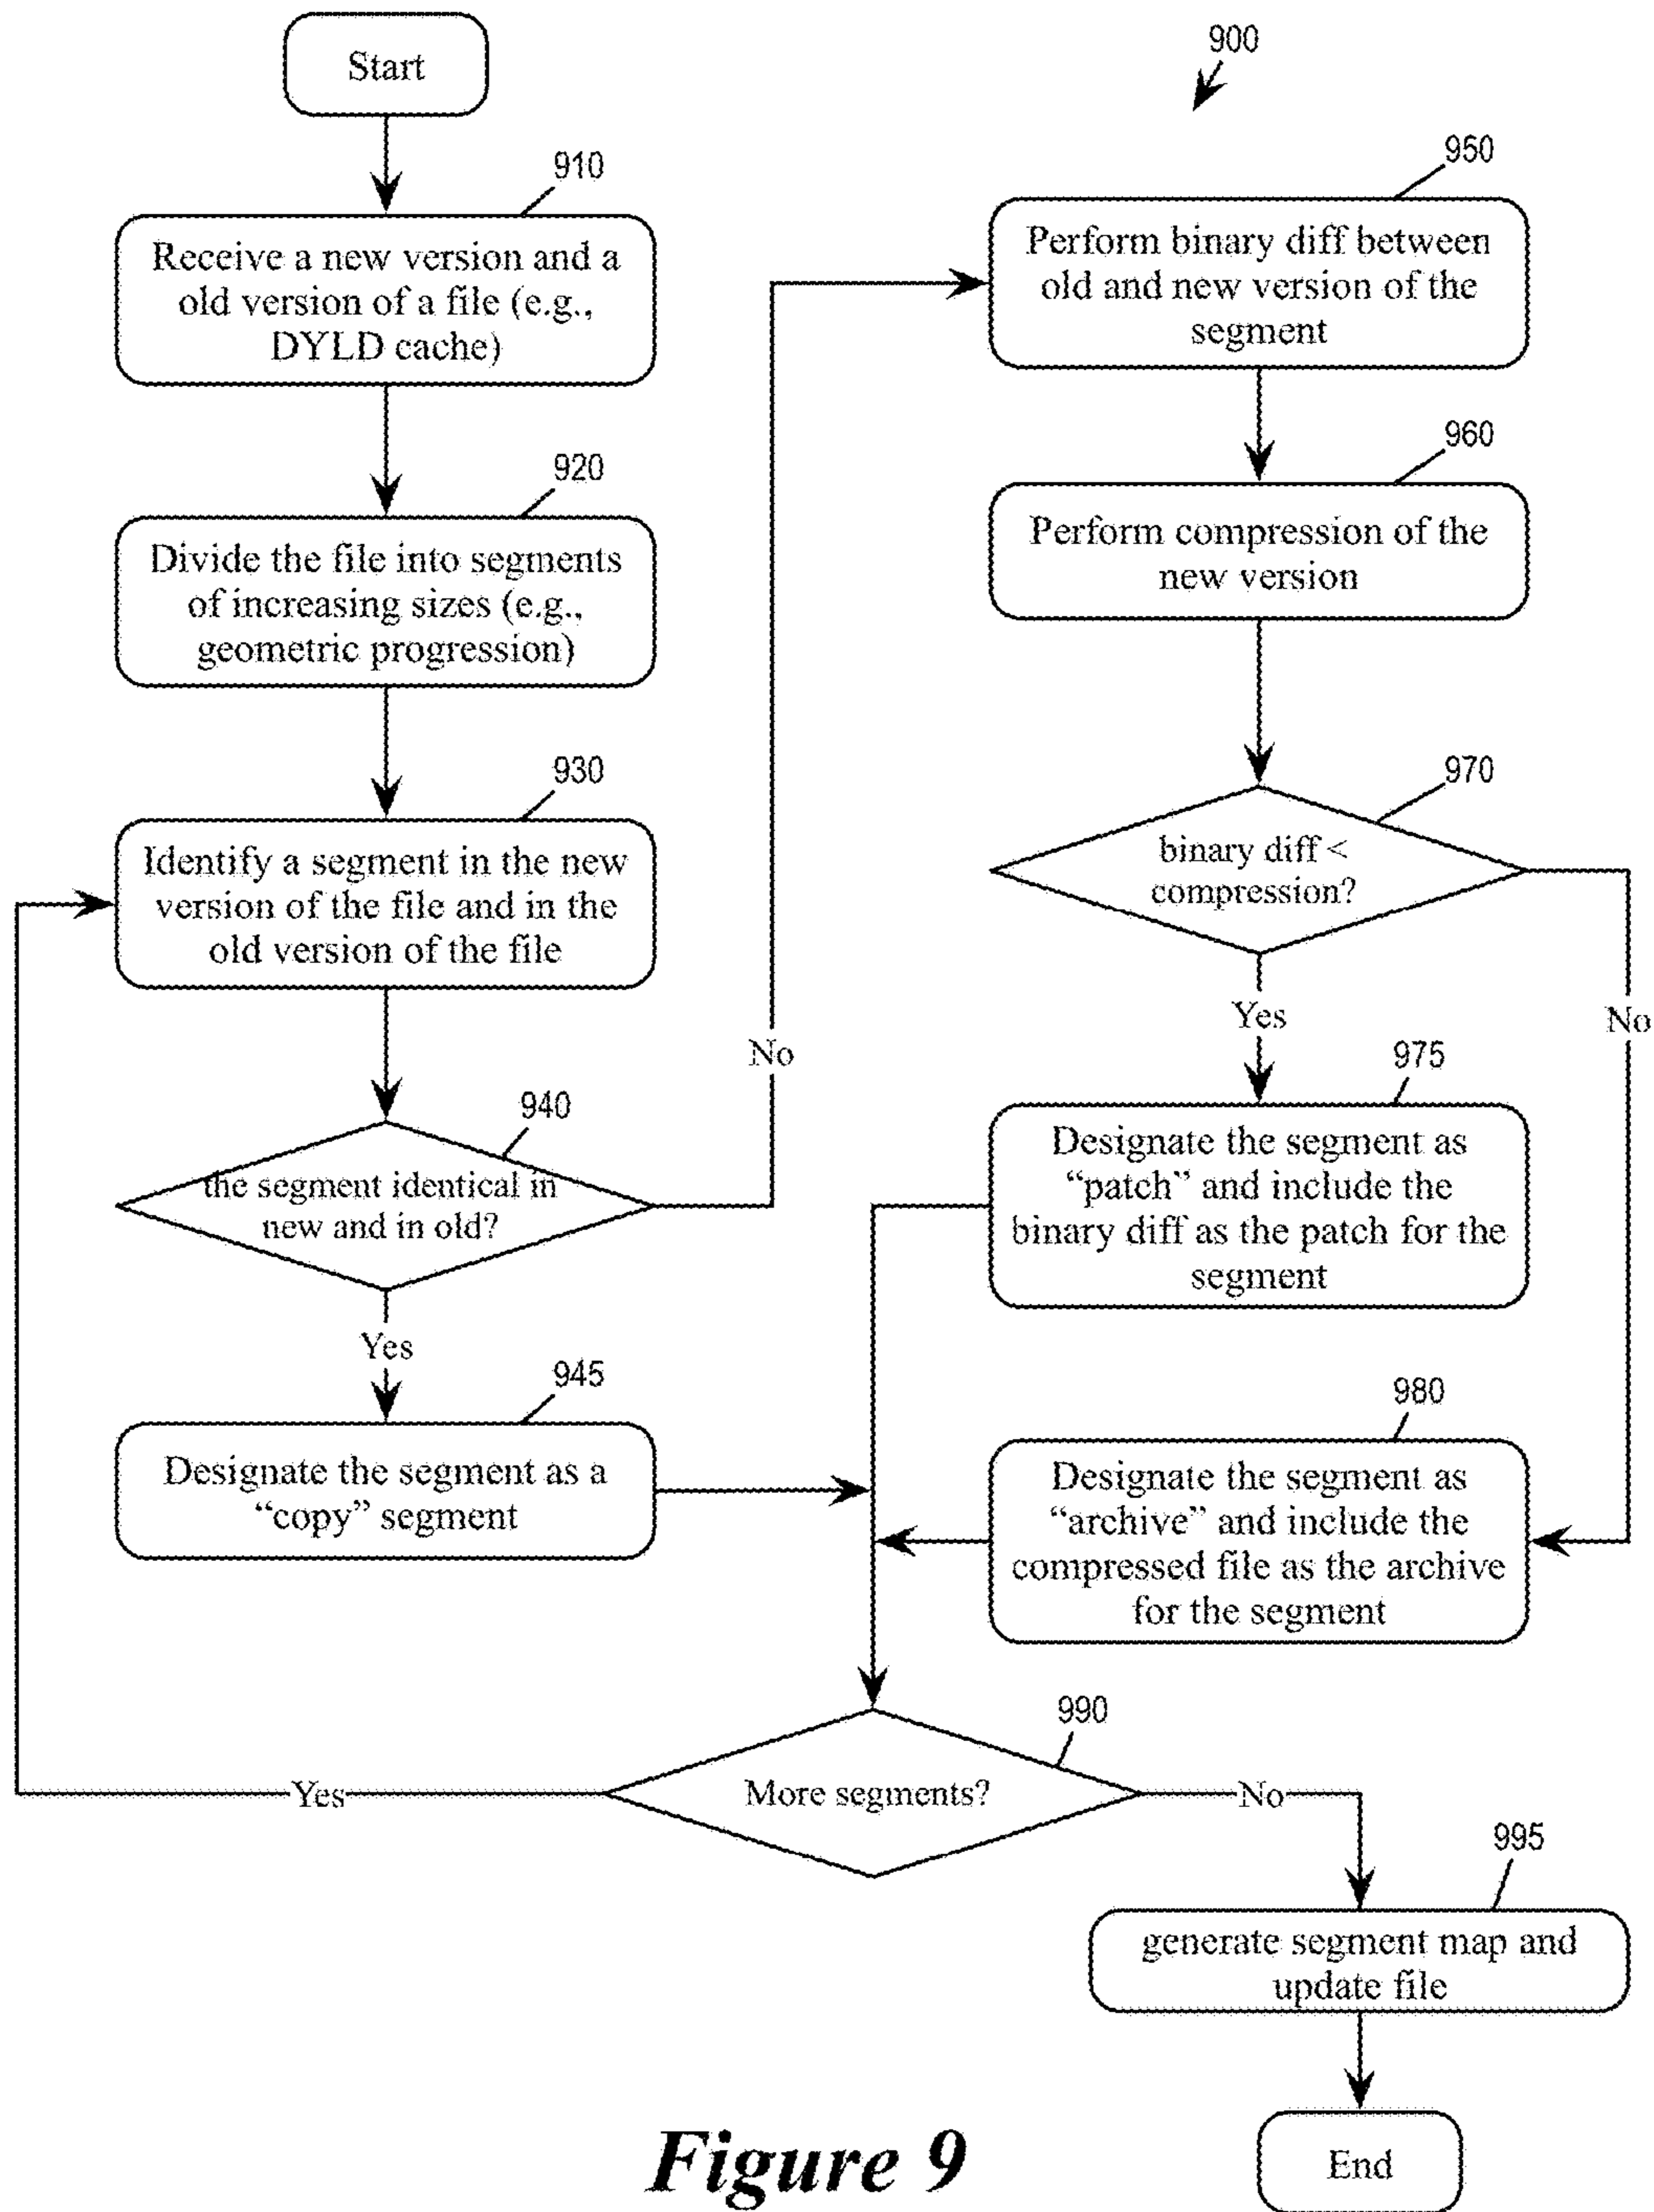 Start
900
910
Receive a new version and a
old version of a file (e.g.,
DYLD cache)
920
Divide the file into segments
of increasing sizes (e.g.,
geometric progression)
930
Identify a segment in the new
version of the file and in the
old version of the file
940
the segment identical in
new and in old?
No
Yes
945
Designate the segment as a
“copy” segment
950
Perform binary diff between
old and new version of the
segment
960
Perform compression of the
new version
970
binary diff <
compression?
Yes
No
975
Designate the segment as
“patch” and include the
binary diff as the patch for the
segment
980
Designate the segment as
“archive” and include the
compressed file as the archive
for the segment
990
More segments?
Yes
No
995
generate segment map and
update file
End
Figure 9